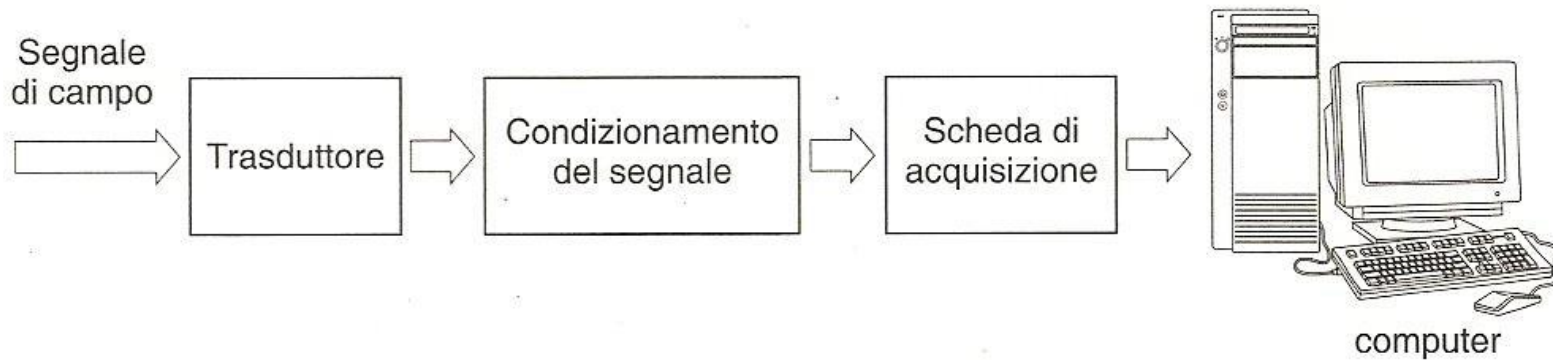 Segnale
di campo
Trasduttore
Condizionamento
del segnale
Scheda di
acquisizione
computer